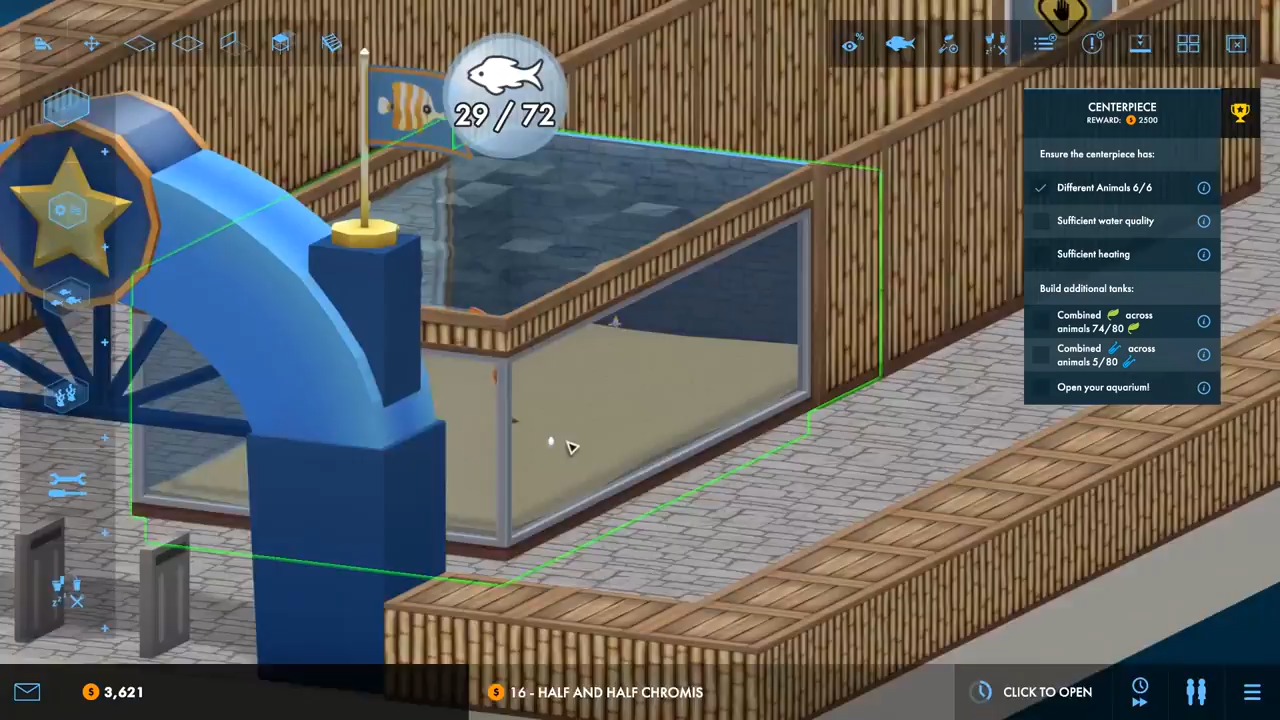 29 / 72
CENTERPIECE
REWARD: S 2500
Ensure the centerpiece has:
Different Animals 6/6
Sufficient water quality
Sufficient heating
Build additional tanks:
Combined across
animals 74/80
Combined across
animals 5/80
Open your aquarium!
S 3,621
S 16 - HALF AND HALF CHROMIS
CLICK TO OPEN